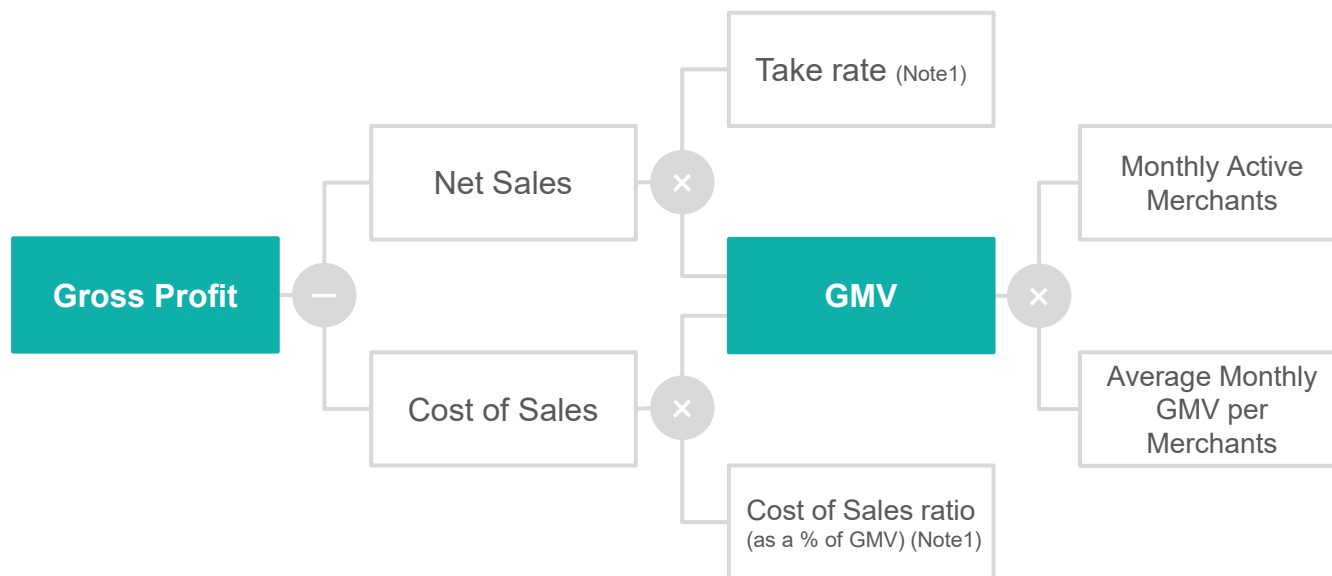 Take rate (Note1)
Net Sales
×
Monthly Active
Merchants
Gross Profit
−
GMV
×
Cost of Sales
×
Average Monthly
GMV per
Merchants
Cost of Sales ratio
(as a % of GMV) (Note1)